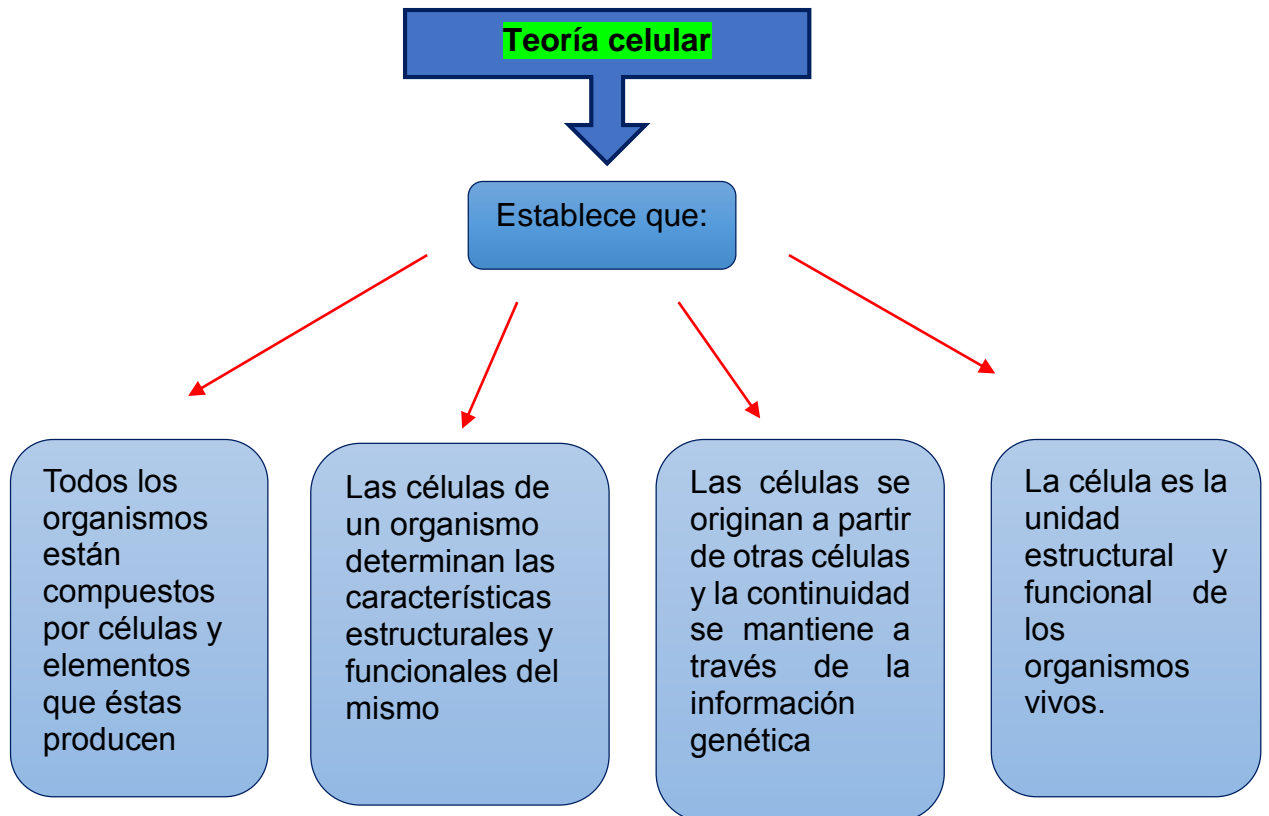 Teoría celular
Establece que:
Todos los
organismos
están
compuestos
por células y
elementos
que éstas
producen
Las células de
un organismo
determinan las
características
estructurales y
funcionales del
mismo
Las células se
originan a partir
de otras células
y la continuidad
se mantiene a
través de la
información
genética
La célula es la
unidad
estructural y
funcional de
los
organismos
vivos.